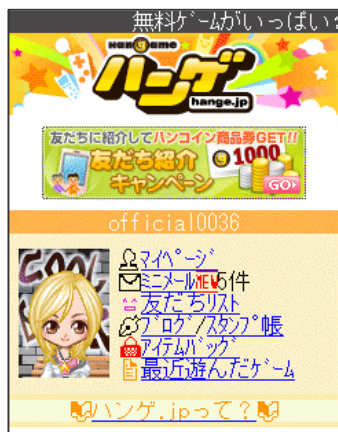 無料ゲームがいっぱい
Hangame
ハンゲ
hange.jp
友だちに紹介してハンコイン商品券GET!!
友だち紹介
キャンペーン
1000
GO
official0036
COOL
マイページ
ミニメールNEW5件
友だちリスト
ブログ/スタンプ帳
アイテムバッグ
最近遊んだゲーム
ハンゲ.jpって?